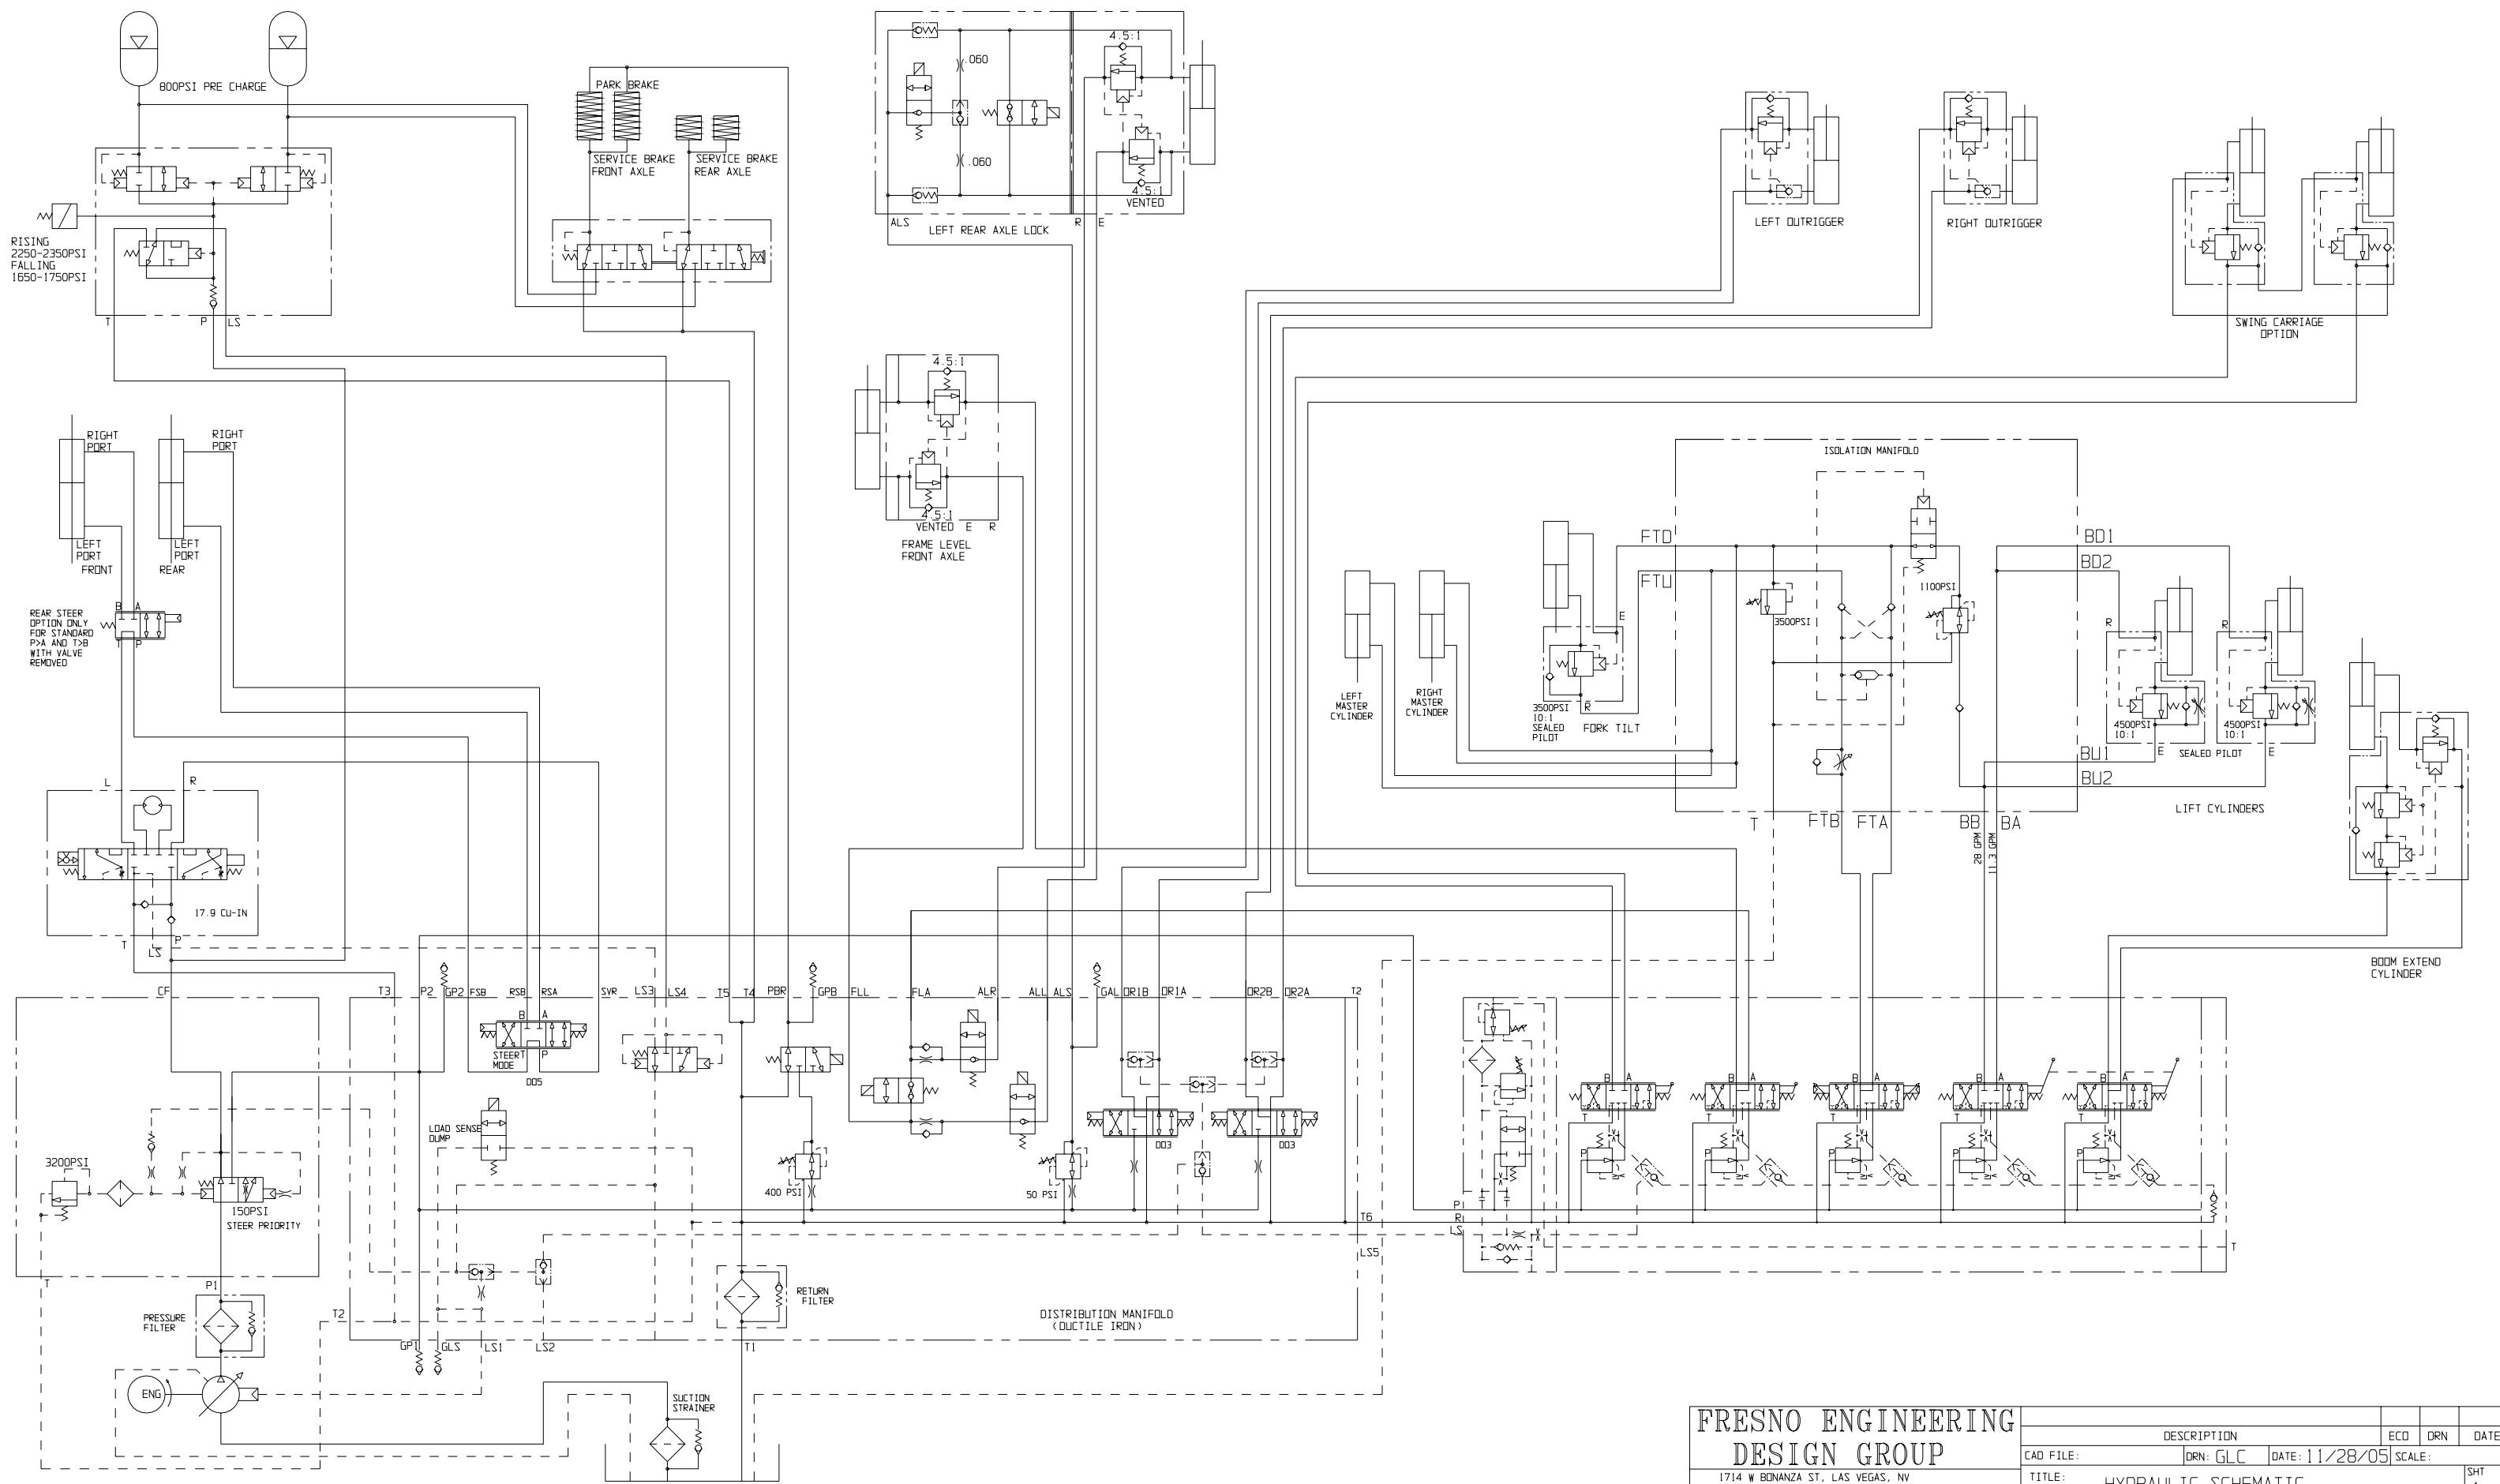 800PSI PRE CHARGE
RISING
2250-2350PSI
FALLING
1650-1750PSI
T
P
LS
PARK BRAKE
SERVICE BRAKE
FRONT AXLE
SERVICE BRAKE
REAR AXLE
.060
.060
4.5:1
4.5:1
VENTED
ALS
R
E
LEFT REAR AXLE LOCK
LEFT OUTRIGGER
RIGHT OUTRIGGER
SWING CARRIAGE
OPTION
4.5:1
4.5:1
VENTED
E
R
FRAME LEVEL
FRONT AXLE
RIGHT
PORT
RIGHT
PORT
LEFT
PORT
FRONT
LEFT
PORT
REAR
REAR STEER
OPTION ONLY
FOR STANDARD
P>A AND T>B
WITH VALVE
REMOVED
B
A
T
P
L
R
17.9 CU-IN
T
LS
P
ISOLATION MANIFOLD
FTD
FTU
E
R
3500PSI
10:1
SEALED
PILOT
FORK TILT
LEFT
MASTER
CYLINDER
RIGHT
MASTER
CYLINDER
3500PSI
1100PSI
T
FTB
FTA
BB
BA
28 GPM
11.3 GPM
BD1
BD2
BU1
BU2
R
R
4500PSI
10:1
4500PSI
10:1
E
SEALED PILOT
E
LIFT CYLINDERS
BOOM EXTEND
CYLINDER
CF
T3
P2
GP2
FSB
RSB
RSA
SVR
LS3
LS4
T5
T4
PBR
GPB
FLL
FLA
ALR
ALL
ALS
GAL
OR1B
OR1A
OR2B
OR2A
T2
B
A
T
P
STEER
MODE
D05
LOAD SENSE
DUMP
400 PSI
50 PSI
D03
D03
3200PSI
150PSI
STEER PRIORITY
T
P1
PRESSURE
FILTER
T2
GP1
GLS
LS1
LS2
T1
RETURN
FILTER
DISTRIBUTION MANIFOLD
(DUCTILE IRON)
T6
LS5
P
R
LS
B
A
T
P
B
A
T
P
B
A
T
P
B
A
T
P
B
A
T
P
T
ENG
SUCTION
STRAINER
FRESNO ENGINEERING
DESIGN GROUP
1714 W BONANZA ST, LAS VEGAS, NV
DESCRIPTION
ECO
DRN
DATE
CAD FILE:
DRN: GLC
DATE: 11/28/05
SCALE:
TITLE:
HYDRAULIC SCHEMATIC
SHT